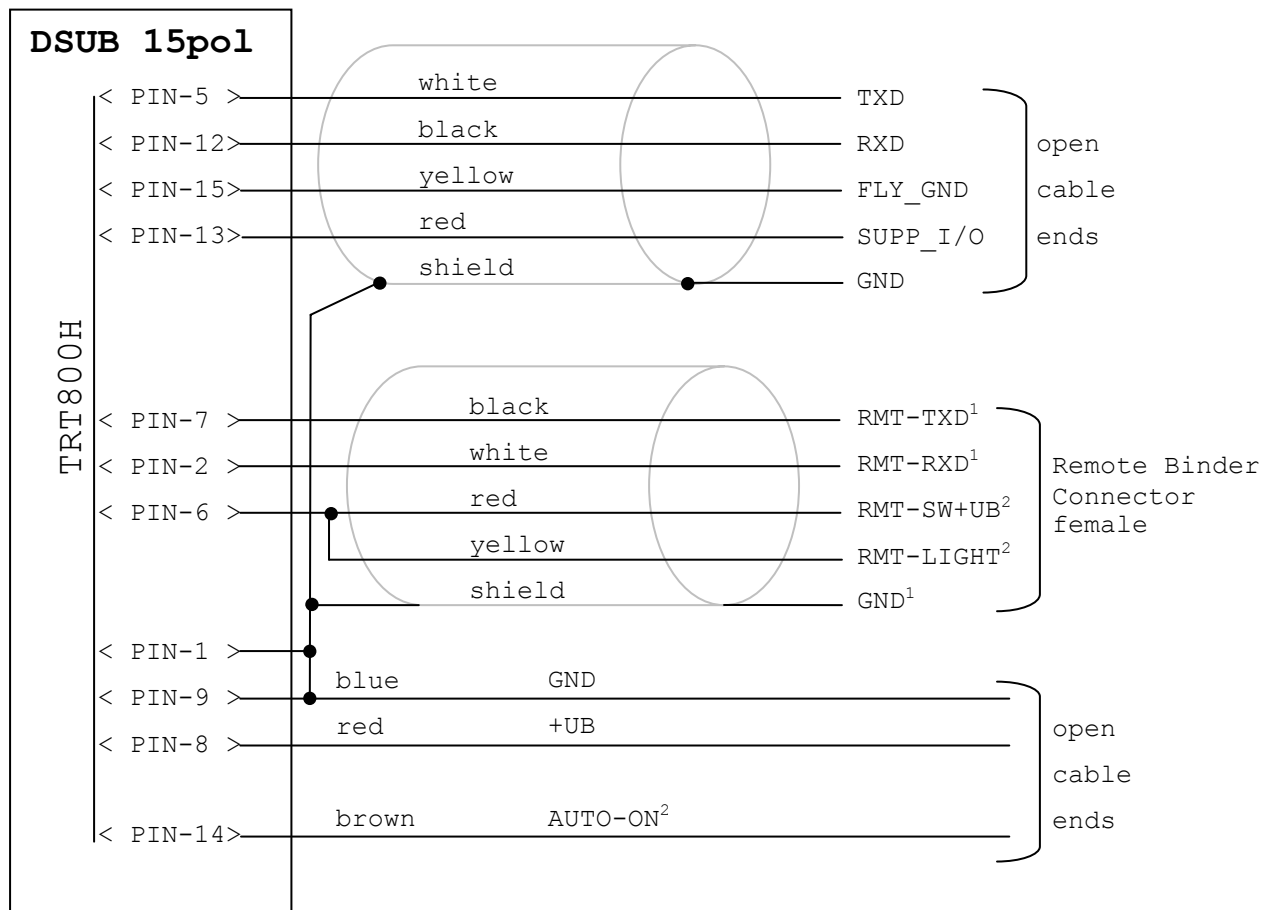 DSUB 15pol
TRT800H
< PIN-5 > white TXD
< PIN-12> black RXD
< PIN-15> yellow FLY_GND
< PIN-13> red SUPP_I/O
shield GND
open
cable
ends
< PIN-7 > black RMT-TXD¹
< PIN-2 > white RMT-RXD¹
< PIN-6 > red RMT-SW+UB²
yellow RMT-LIGHT²
shield GND¹
Remote Binder
Connector
female
< PIN-1 >
< PIN-9 > blue GND
< PIN-8 > red +UB
< PIN-14> brown AUTO-ON²
open
cable
ends